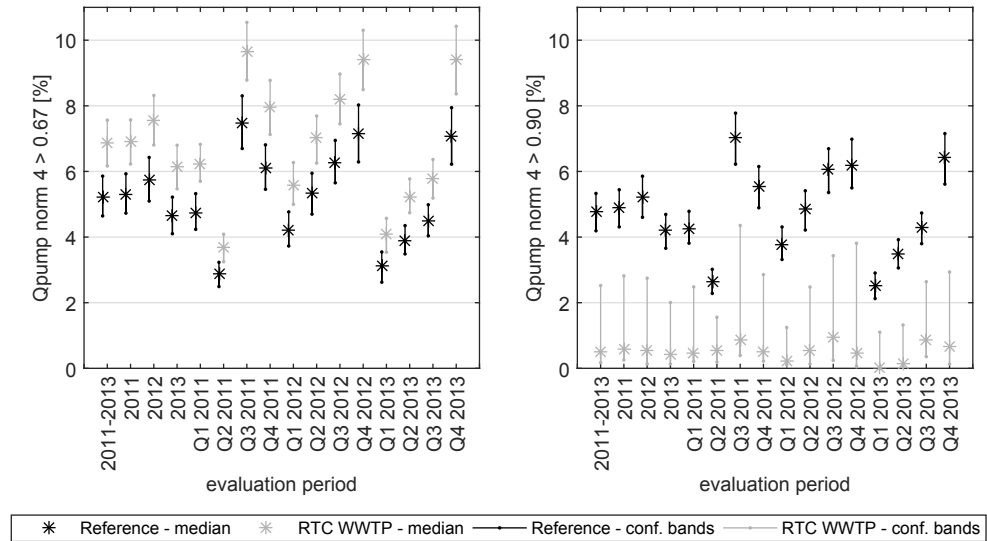 Qpump norm 4 > 0.67 [%]
10
8
6
4
2
0
2011-2013
2011
2012
2013
Q1 2011
Q2 2011
Q3 2011
Q4 2011
Q1 2012
Q2 2012
Q3 2012
Q4 2012
Q1 2013
Q2 2013
Q3 2013
Q4 2013
evaluation period
Qpump norm 4 > 0.90 [%]
10
8
6
4
2
0
2011-2013
2011
2012
2013
Q1 2011
Q2 2011
Q3 2011
Q4 2011
Q1 2012
Q2 2012
Q3 2012
Q4 2012
Q1 2013
Q2 2013
Q3 2013
Q4 2013
evaluation period
Reference - median RTC WWTP - median Reference - conf. bands RTC WWTP - conf. bands